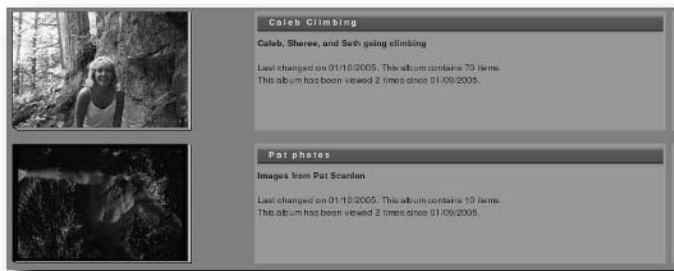 Caleb Climbing
Caleb, Sheree, and Seth going climbing
Last changed on 01/10/2005. This album contains 70 items.
This album has been viewed 2 times since 01/09/2005.
Pat photos
Images from Pat Scanlon
Last changed on 01/10/2005. This album contains 10 items.
This album has been viewed 2 times since 01/09/2005.